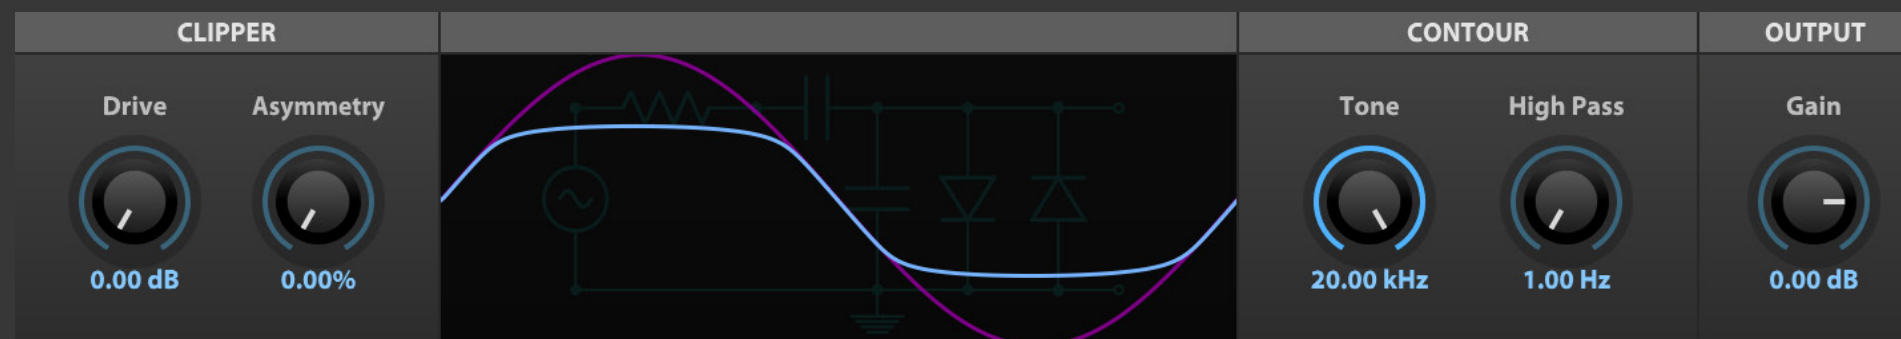 CLIPPER
CONTOUR
OUTPUT
Drive
Asymmetry
Tone
High Pass
Gain
0.00 dB
0.00%
20.00 kHz
1.00 Hz
0.00 dB